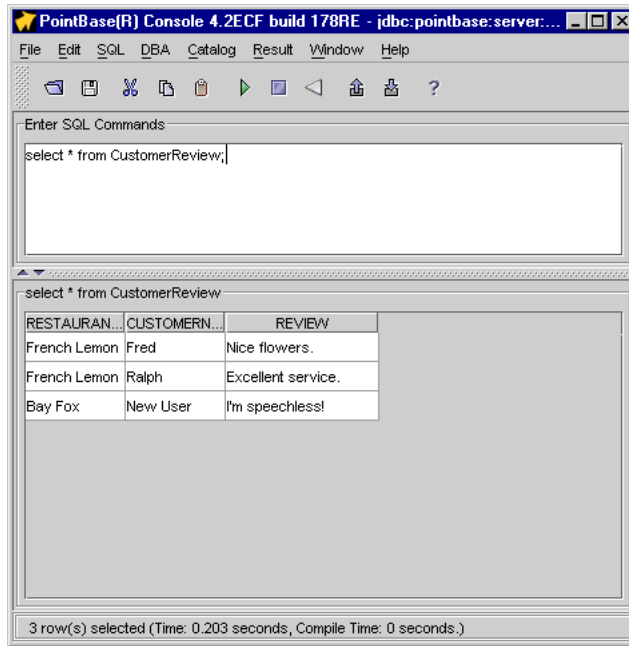 PointBase(R) Console 4.2ECF build 178RE - jdbc:pointbase:server:...
File Edit SQL DBA Catalog Result Window Help
Enter SQL Commands
select * from CustomerReview;
select * from CustomerReview
RESTAURAN... CUSTOMERN... REVIEW
French Lemon Fred Nice flowers.
French Lemon Ralph Excellent service.
Bay Fox New User I'm speechless!
3 row(s) selected (Time: 0.203 seconds, Compile Time: 0 seconds.)